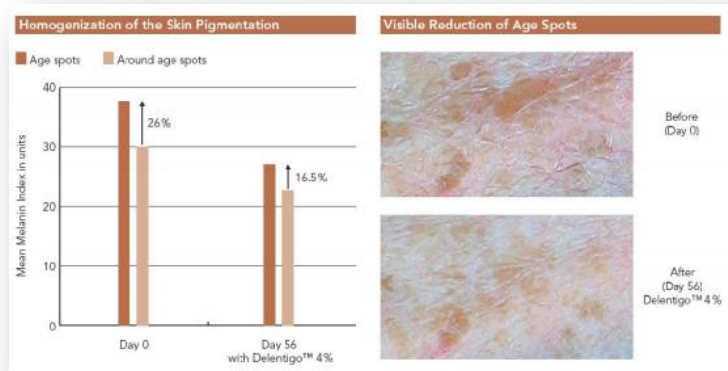 Homogenization of the Skin Pigmentation
Age spots
Around age spots
40
30
20
10
0
Mean Melanin Index in units
26%
16.5%
Day 0
Day 56
with Delentigo™ 4%
Visible Reduction of Age Spots
Before
(Day 0)
After
(Day 56)
Delentigo™ 4%